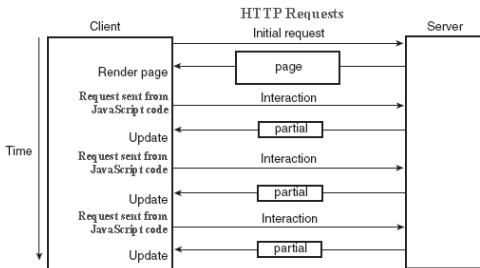 HTTP Requests
Client
Server
Initial request
Render page
page
Request sent from
JavaScript code
Interaction
Update
partial
Time
Request sent from
JavaScript code
Interaction
Update
partial
Request sent from
JavaScript code
Interaction
Update
partial